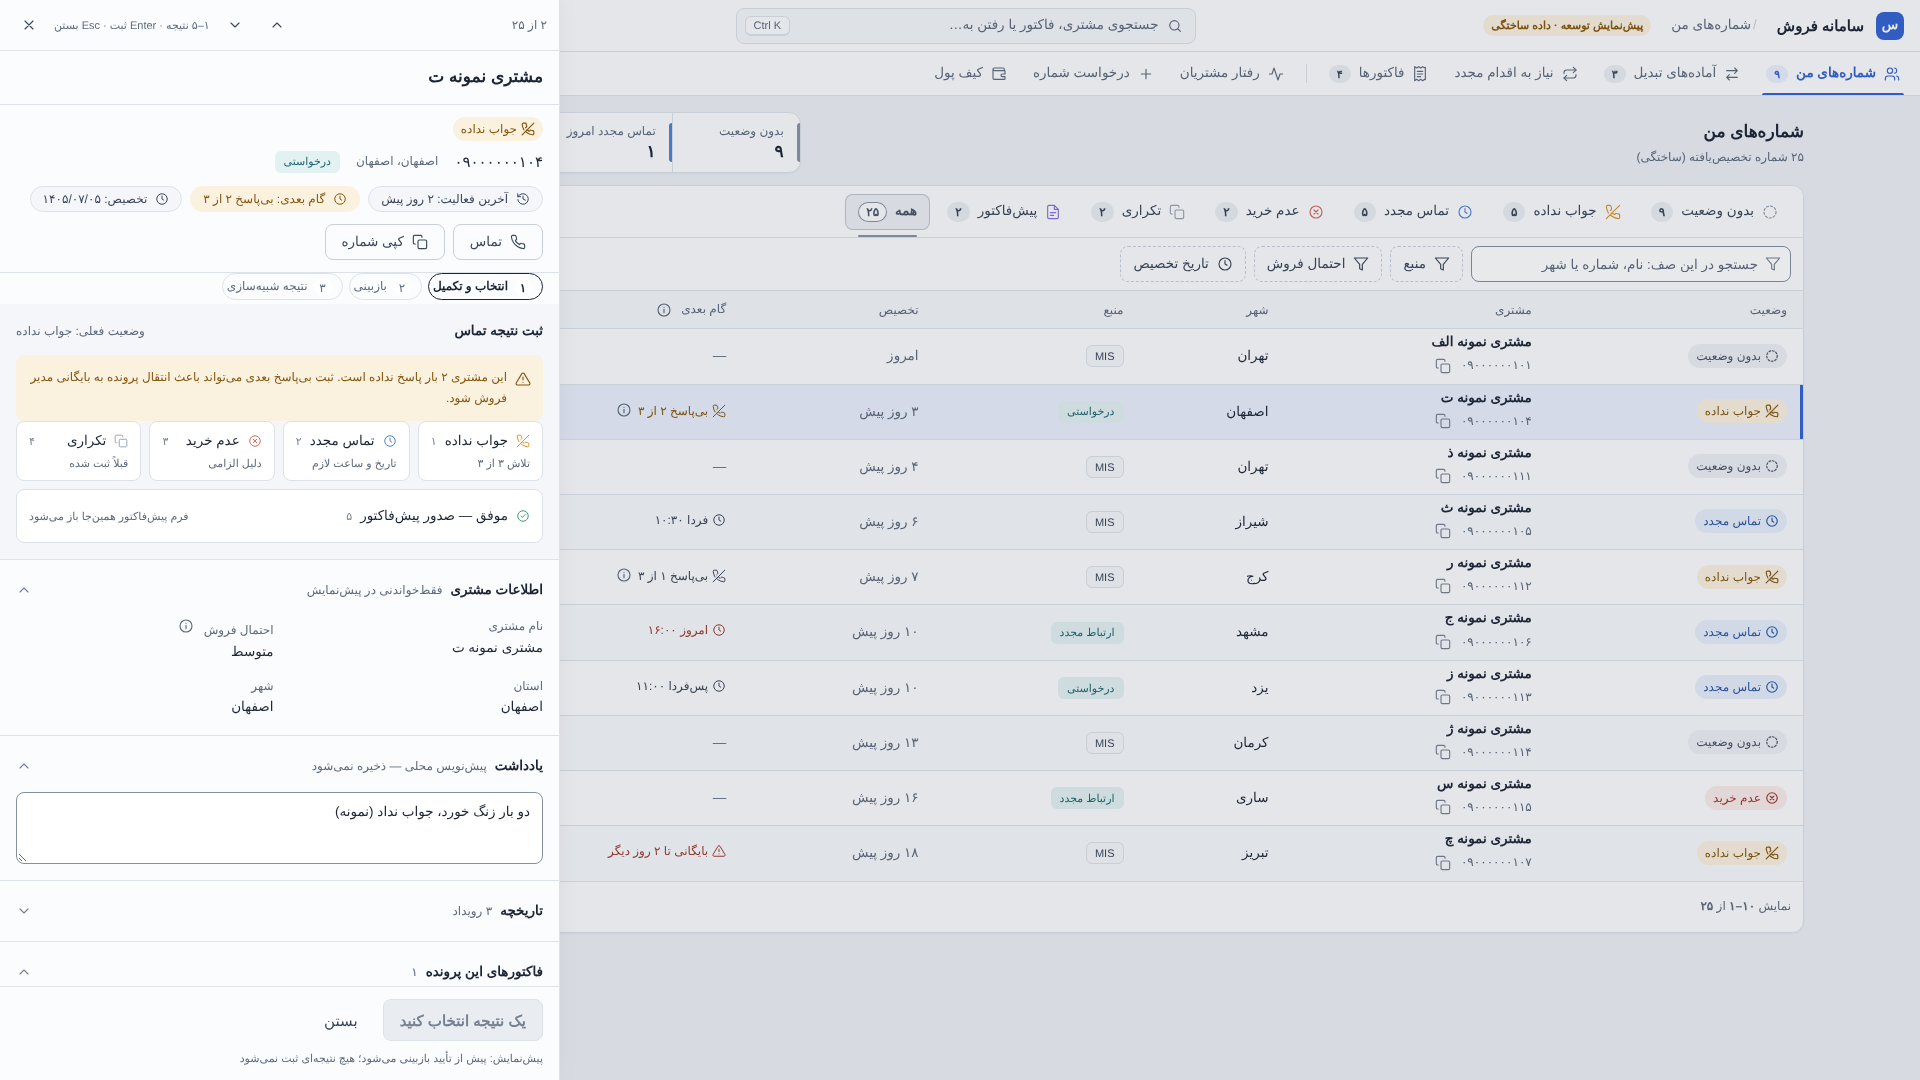 س سامانه فروش / شماره‌های من پیش‌نمایش توسعه · داده ساختگی
جستجوی مشتری، فاکتور یا رفتن به... Ctrl K
شماره‌های من ۹ آماده‌های تبدیل ۳ نیاز به اقدام مجدد فاکتورها ۴ رفتار مشتریان درخواست شماره کیف پول
شماره‌های من
۲۵ شماره تخصیص‌یافته (ساختگی)
بدون وضعیت
۹
تماس مجدد امروز
۱
بدون وضعیت ۹ جواب نداده ۵ تماس مجدد ۵ عدم خرید ۲ تکراری ۲ پیش‌فاکتور ۲ همه ۲۵
جستجو در این صف: نام، شماره یا شهر منبع احتمال فروش تاریخ تخصیص
وضعیت مشتری شهر منبع تخصیص گام بعدی
بدون وضعیت مشتری نمونه الف ۰۹۰۰۰۰۰۰۱۰۱ تهران MIS امروز —
جواب نداده مشتری نمونه ت ۰۹۰۰۰۰۰۰۱۰۴ اصفهان درخواستی ۳ روز پیش بی‌پاسخ ۲ از ۳
بدون وضعیت مشتری نمونه ذ ۰۹۰۰۰۰۰۰۱۱۱ تهران MIS ۴ روز پیش —
تماس مجدد مشتری نمونه ث ۰۹۰۰۰۰۰۰۱۰۵ شیراز MIS ۶ روز پیش فردا ۱۰:۳۰
جواب نداده مشتری نمونه ر ۰۹۰۰۰۰۰۰۱۱۲ کرج MIS ۷ روز پیش بی‌پاسخ ۱ از ۳
تماس مجدد مشتری نمونه ج ۰۹۰۰۰۰۰۰۱۰۶ مشهد ارتباط مجدد ۱۰ روز پیش امروز ۱۶:۰۰
تماس مجدد مشتری نمونه ز ۰۹۰۰۰۰۰۰۱۱۳ یزد درخواستی ۱۰ روز پیش پس‌فردا ۱۱:۰۰
بدون وضعیت مشتری نمونه ژ ۰۹۰۰۰۰۰۰۱۱۴ کرمان MIS ۱۳ روز پیش —
عدم خرید مشتری نمونه س ۰۹۰۰۰۰۰۰۱۱۵ ساری ارتباط مجدد ۱۶ روز پیش —
جواب نداده مشتری نمونه چ ۰۹۰۰۰۰۰۰۱۰۷ تبریز MIS ۱۸ روز پیش بایگانی تا ۲ روز دیگر
نمایش ۱–۱۰ از ۲۵
۲ از ۲۵ ۱–۵ نتیجه · Enter ثبت · Esc بستن
مشتری نمونه ت
جواب نداده
۰۹۰۰۰۰۰۰۱۰۴ اصفهان، اصفهان درخواستی
آخرین فعالیت: ۲ روز پیش گام بعدی: بی‌پاسخ ۲ از ۳ تخصیص: ۱۴۰۵/۰۷/۰۵
تماس کپی شماره
۱ انتخاب و تکمیل ۲ بازبینی ۳ نتیجه شبیه‌سازی
ثبت نتیجه تماس وضعیت فعلی: جواب نداده
این مشتری ۲ بار پاسخ نداده است. ثبت بی‌پاسخ بعدی می‌تواند باعث انتقال پرونده به بایگانی مدیر
فروش شود.
جواب نداده ۱ تماس مجدد ۲ عدم خرید ۳ تکراری ۴
تلاش ۳ از ۳ تاریخ و ساعت لازم دلیل الزامی قبلاً ثبت شده
موفق — صدور پیش‌فاکتور ۵ فرم پیش‌فاکتور همین‌جا باز می‌شود
اطلاعات مشتری فقط‌خواندنی در پیش‌نمایش
نام مشتری احتمال فروش
مشتری نمونه ت متوسط
استان شهر
اصفهان اصفهان
یادداشت پیش‌نویس محلی — ذخیره نمی‌شود
دو بار زنگ خورد، جواب نداد (نمونه)
تاریخچه ۳ رویداد
فاکتورهای این پرونده ۱
یک نتیجه انتخاب کنید بستن
پیش‌نمایش: پیش از تأیید بازبینی می‌شود؛ هیچ نتیجه‌ای ثبت نمی‌شود